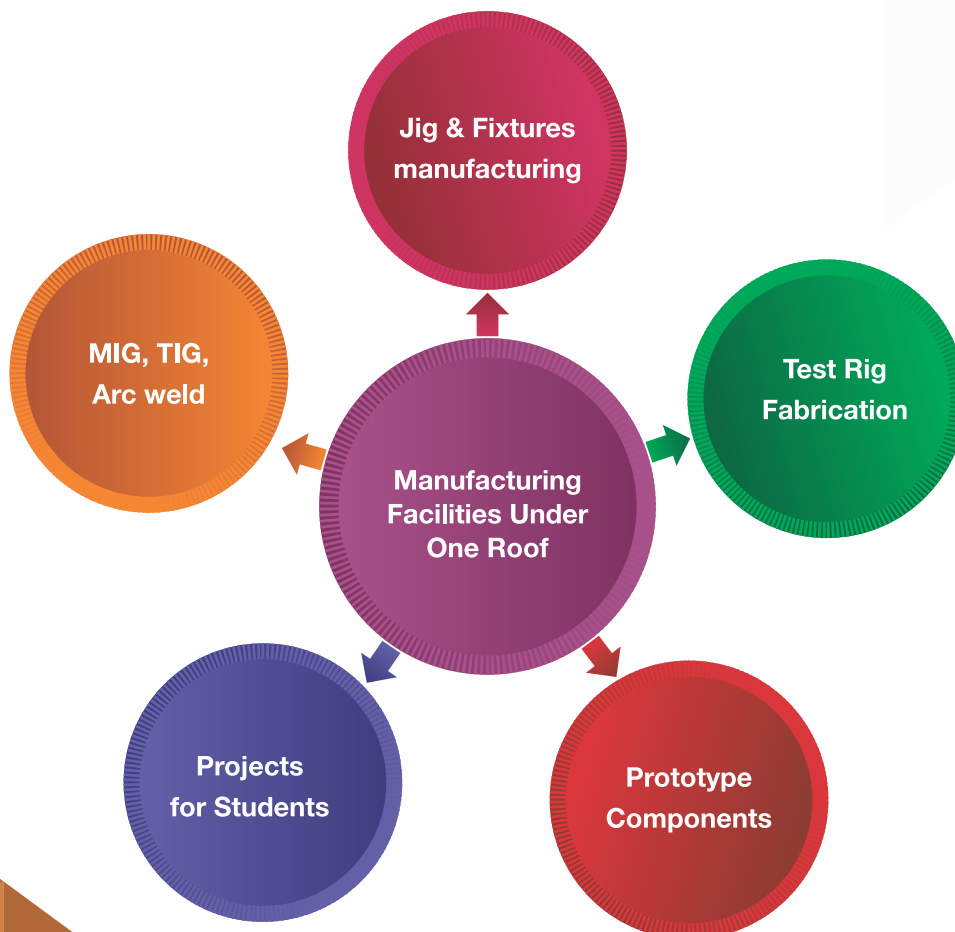 Jig & Fixtures
manufacturing
MIG, TIG,
Arc weld
Test Rig
Fabrication
Manufacturing
Facilities Under
One Roof
Projects
for Students
Prototype
Components